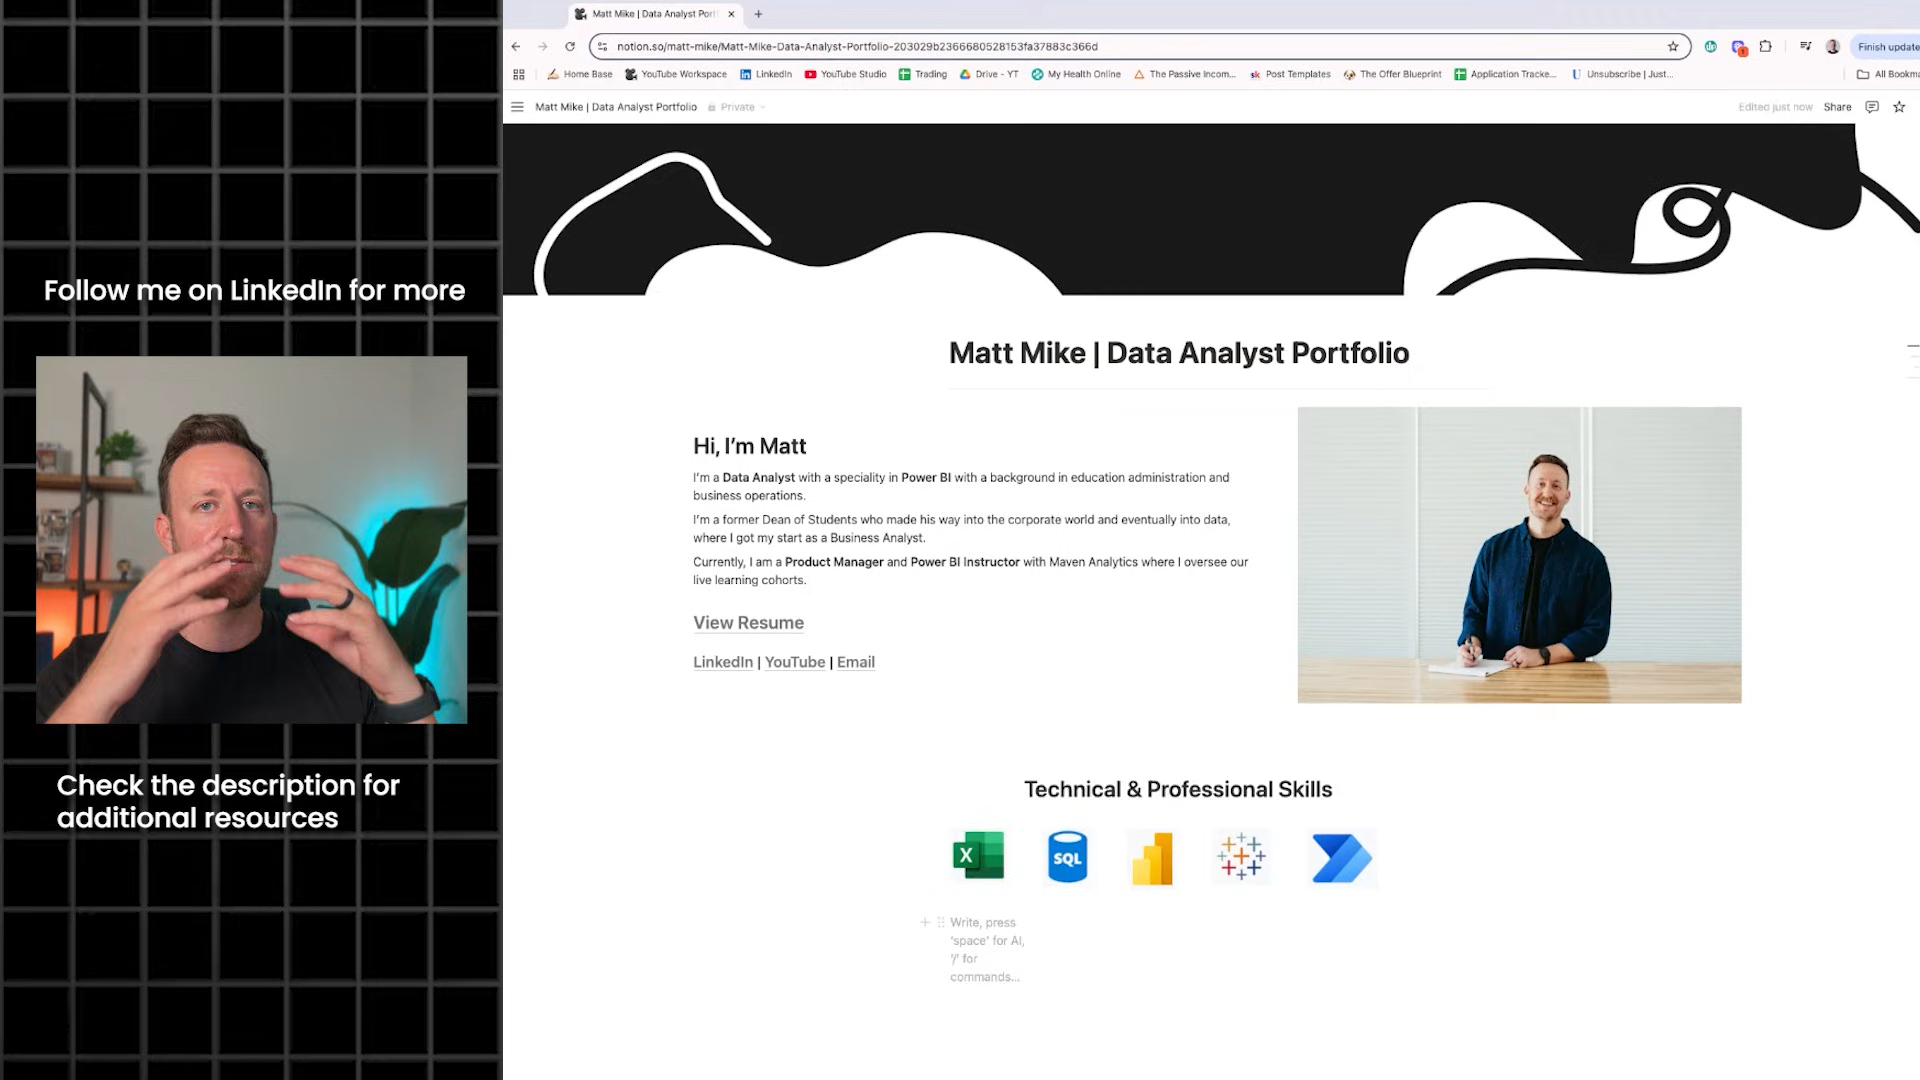 Follow me on LinkedIn for more
Check the description for
additional resources
Matt Mike | Data Analyst Portf
notion.so/matt-mike/Matt-Mike-Data-Analyst-Portfolio-203029b2366680528153fa37883c366d
Finish update
Home Base
YouTube Workspace
LinkedIn
YouTube Studio
Trading
Drive - YT
My Health Online
The Passive Incom...
Post Templates
The Offer Blueprint
Application Tracke...
Unsubscribe | Just...
All Bookma
Matt Mike | Data Analyst Portfolio
Private
Edited just now
Share
Matt Mike | Data Analyst Portfolio
Hi, I'm Matt
I'm a Data Analyst with a speciality in Power BI with a background in education administration and
business operations.
I'm a former Dean of Students who made his way into the corporate world and eventually into data,
where I got my start as a Business Analyst.
Currently, I am a Product Manager and Power BI Instructor with Maven Analytics where I oversee our
live learning cohorts.
View Resume
LinkedIn | YouTube | Email
Technical & Professional Skills
X
SQL
Write, press
'space' for AI,
'/' for
commands...